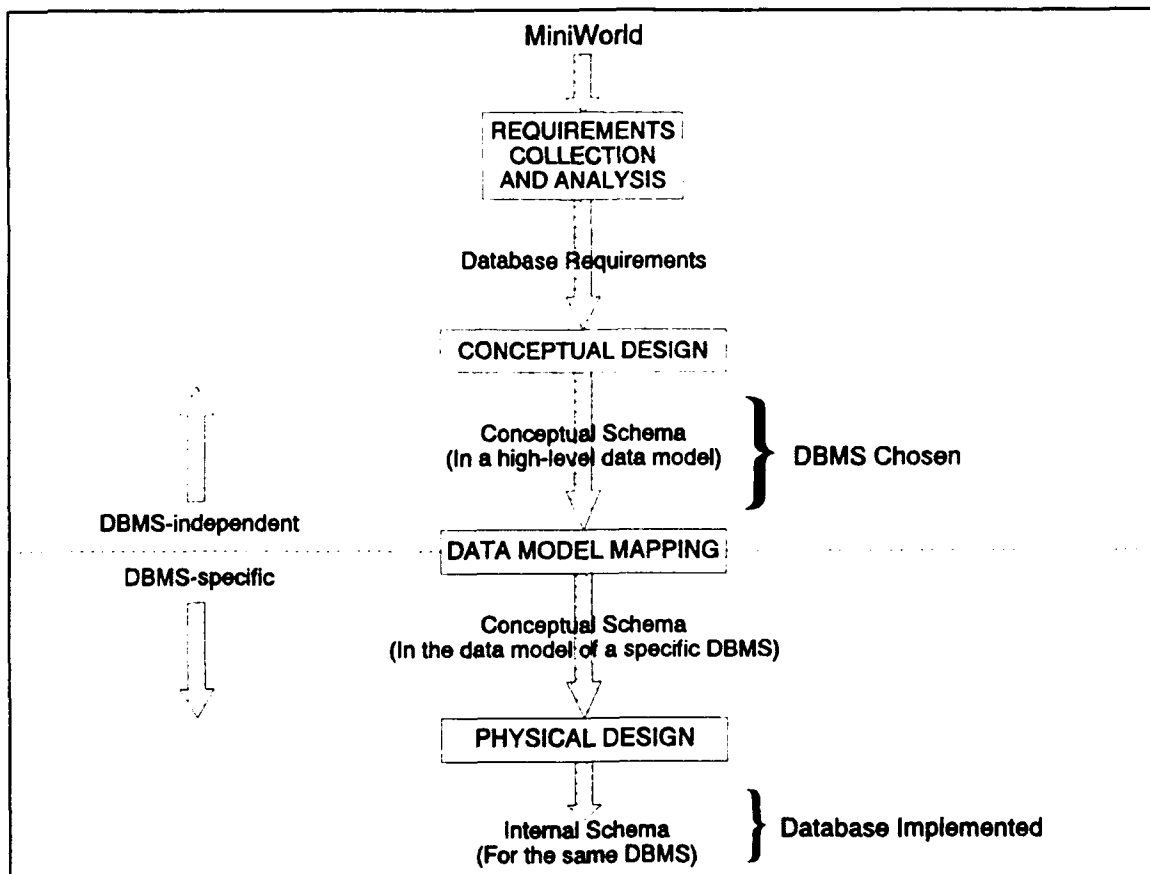 MiniWorld
REQUIREMENTS
COLLECTION
AND ANALYSIS
Database Requirements
CONCEPTUAL DESIGN
Conceptual Schema
(In a high-level data model)
DBMS Chosen
DBMS-independent
DATA MODEL MAPPING
DBMS-specific
Conceptual Schema
(In the data model of a specific DBMS)
PHYSICAL DESIGN
Internal Schema
(For the same DBMS)
Database Implemented